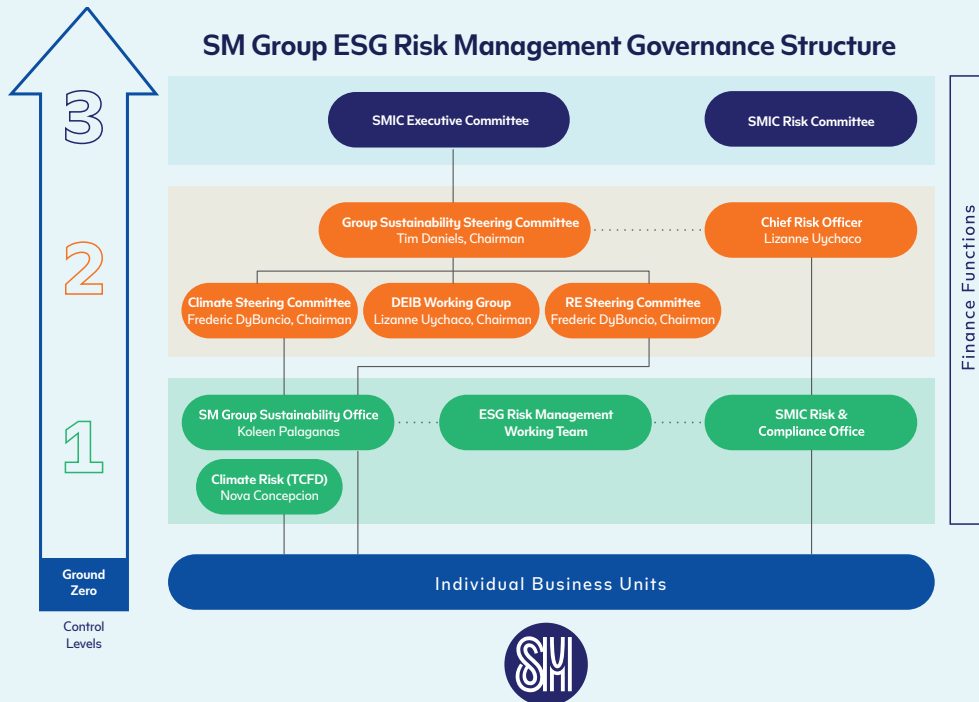 SM Group ESG Risk Management Governance Structure
3
SMIC Executive Committee
SMIC Risk Committee
2
Group Sustainability Steering Committee
Tim Daniels, Chairman
Chief Risk Officer
Lizanne Uychaco
Climate Steering Committee
Frederic DyBuncio, Chairman
DEIB Working Group
Lizanne Uychaco, Chairman
RE Steering Committee
Frederic DyBuncio, Chairman
1
SM Group Sustainability Office
Koleen Palaganas
ESG Risk Management
Working Team
SMIC Risk &
Compliance Office
Climate Risk (TCFD)
Nova Concepcion
Finance Functions
Ground
Zero
Individual Business Units
Control
Levels
SM